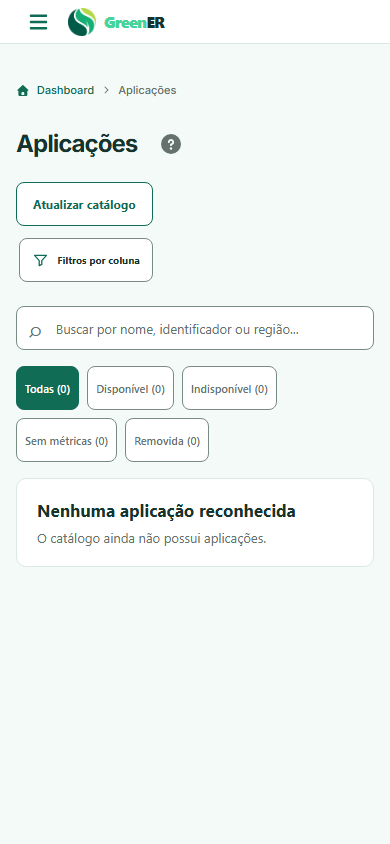 GreenER
Dashboard > Aplicações
Aplicações ?
Atualizar catálogo
Filtros por coluna
Buscar por nome, identificador ou região...
Todas (0) Disponível (0) Indisponível (0)
Sem métricas (0) Removida (0)
Nenhuma aplicação reconhecida
O catálogo ainda não possui aplicações.